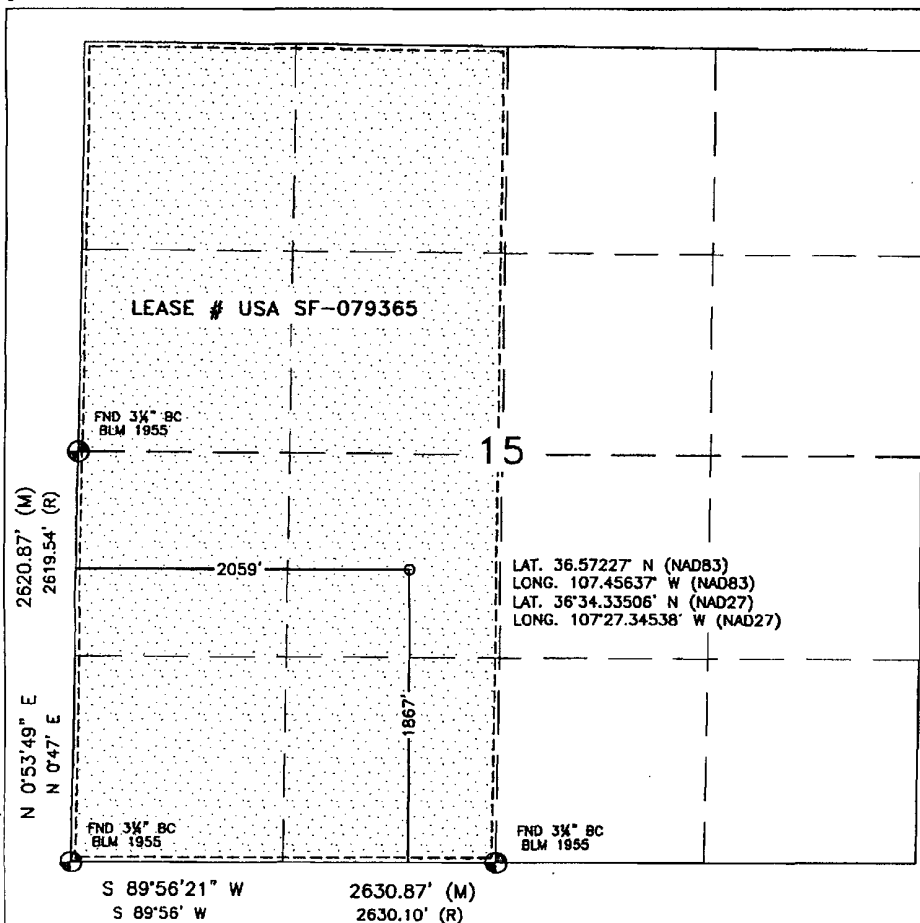 LEASE # USA SF-079365
FND 3¼" BC
BLM 1955
15
2620.87' (M)
2619.54' (R)
2059'
LAT. 36.57227° N (NAD83)
LONG. 107.45637° W (NAD83)
LAT. 36°34.33506' N (NAD27)
LONG. 107°27.34538' W (NAD27)
1867'
N 0°53'49" E
N 0°47' E
FND 3¼" BC
BLM 1955
FND 3¼" BC
BLM 1955
S 89°56'21" W
2630.87' (M)
S 89°56' W
2630.10' (R)